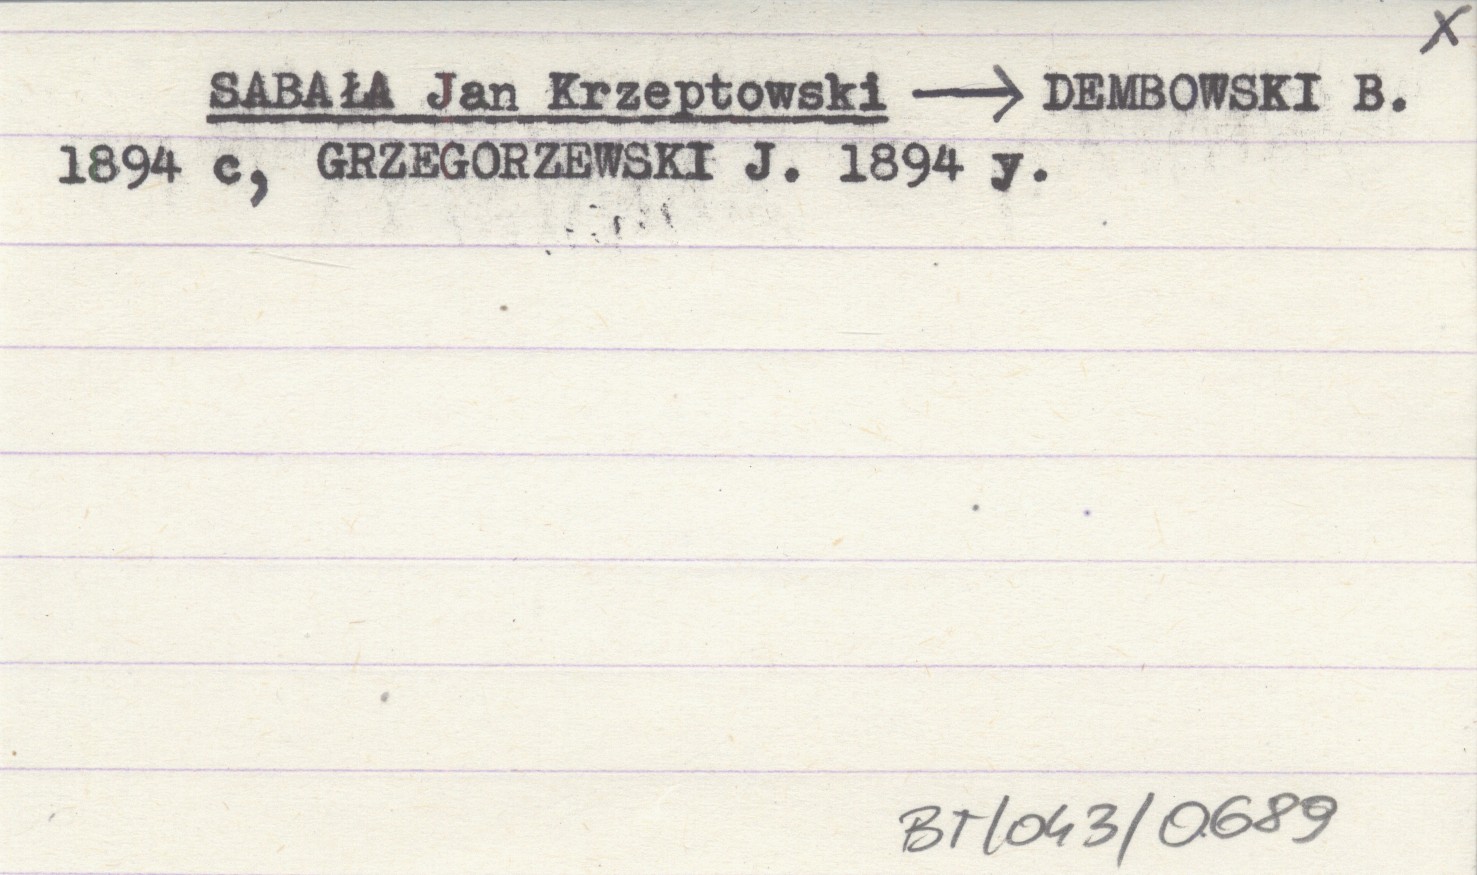 X
SABAŁA Jan Krzeptowski → DEMBOWSKI B.
1894 c, GRZEGORZEWSKI J. 1894 y.
BT/043/0689